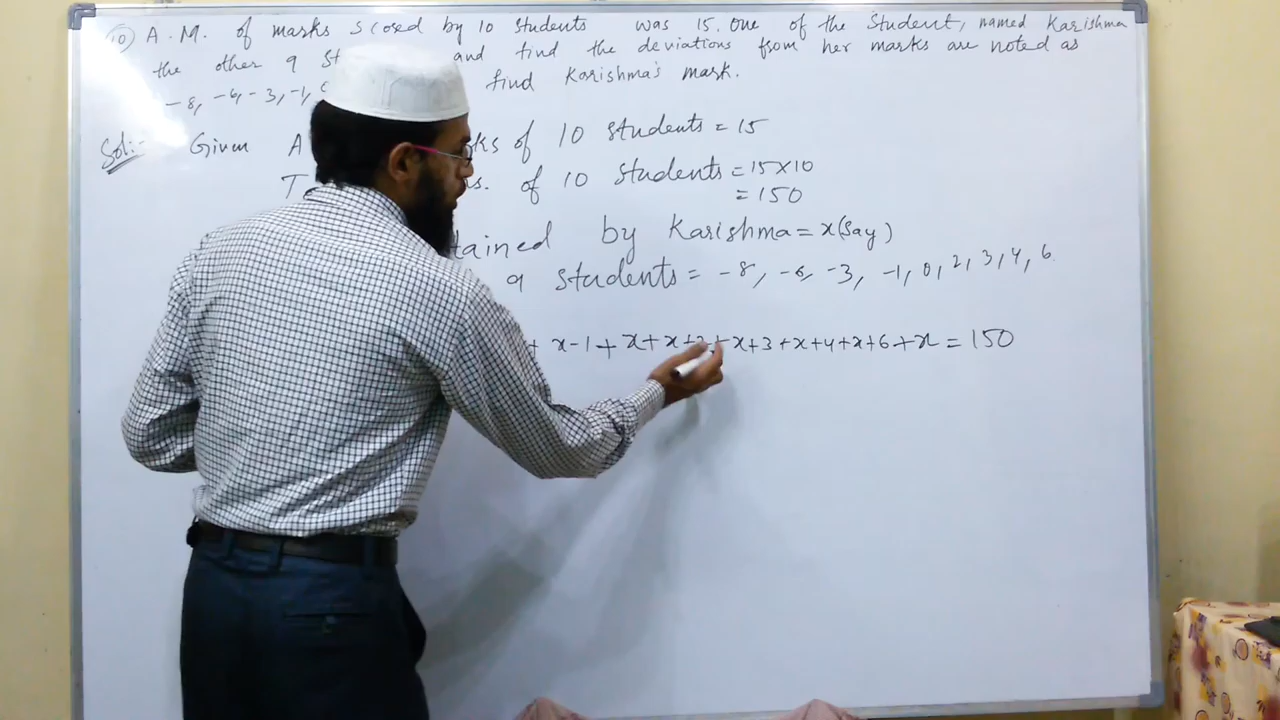 10) A.M. of marks scored by 10 students was 15. One of the Student, named Karishma
the other 9 st and find the deviations from her marks are noted as
-8, -6, -3, -1, find Karishma's mark.
Sol:- Given A ks of 10 students = 15
T s. of 10 students = 15×10
= 150
tained by Karishma = x (Say)
9 students = -8, -6, -3, -1, 0, 2, 3, 4, 6
+ x-1 + x + x+2 + x+3 + x+4 + x+6 + x = 150